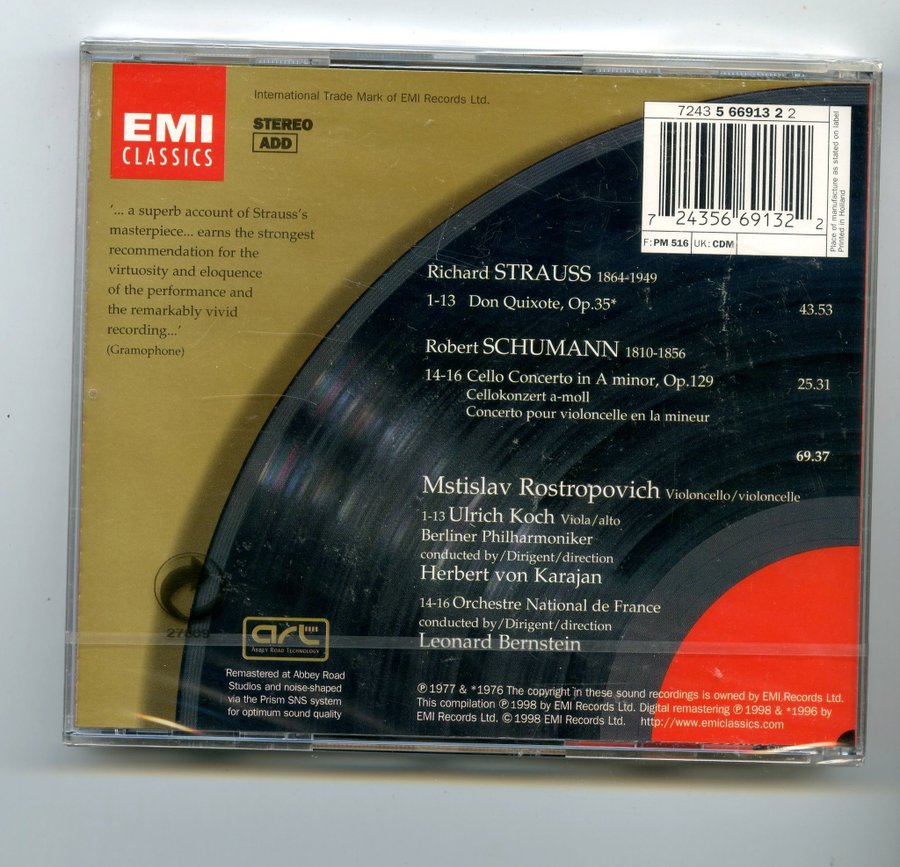 EMI
CLASSICS
International Trade Mark of EMI Records Ltd.
STEREO
ADD
7243 5 66913 2 2
7 24356 69132 2
F: PM 516 UK: CDM
Place of manufacture as stated on label
Printed in Holland
'... a superb account of Strauss's
masterpiece... earns the strongest
recommendation for the
virtuosity and eloquence
of the performance and
the remarkably vivid
recording...'
(Gramophone)
Richard STRAUSS 1864-1949
1-13 Don Quixote, Op.35* 43.53
Robert SCHUMANN 1810-1856
14-16 Cello Concerto in A minor, Op.129 25.31
Cellokonzert a-moll
Concerto pour violoncelle en la mineur
69.37
Mstislav Rostropovich Violoncello/violoncelle
1-13 Ulrich Koch Viola/alto
Berliner Philharmoniker
conducted by/Dirigent/direction
Herbert von Karajan
14-16 Orchestre National de France
conducted by/Dirigent/direction
Leonard Bernstein
art
ABBEY ROAD TECHNOLOGY
Remastered at Abbey Road
Studios and noise-shaped
via the Prism SNS system
for optimum sound quality
℗ 1977 & *1976 The copyright in these sound recordings is owned by EMI Records Ltd.
This compilation ℗ 1998 by EMI Records Ltd. Digital remastering ℗ 1998 & *1996 by
EMI Records Ltd. © 1998 EMI Records Ltd. http://www.emiclassics.com